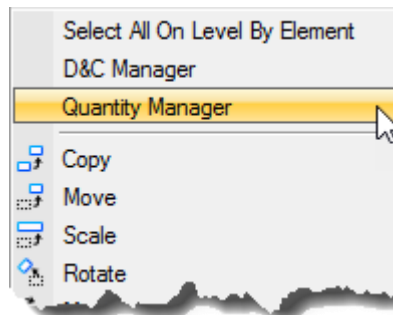 Select All On Level By Element
D&C Manager
Quantity Manager
Copy
Move
Scale
Rotate